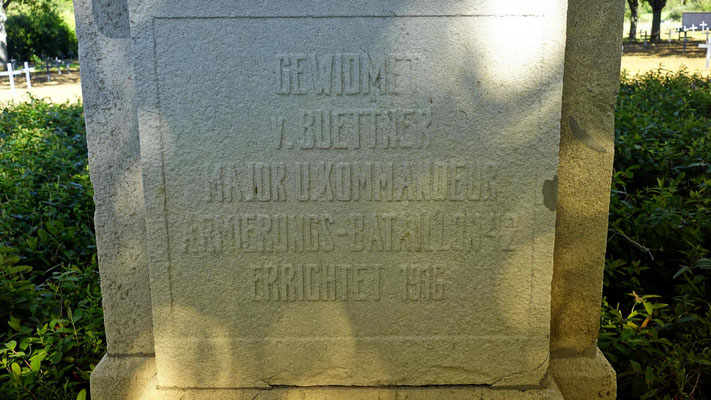 GEWIDMET
V. BUETTNER
MAJOR U. KOMMANDEUR
ARMIERUNGS-BATAILLON 42
ERRICHTET 1916